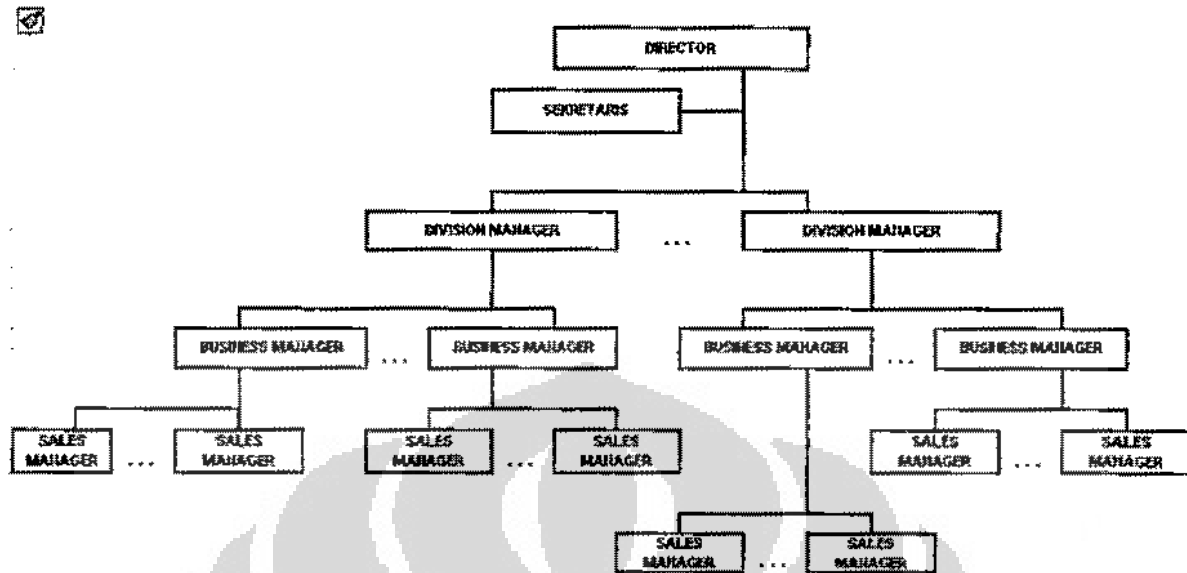 DIRECTOR
SEKRETARIS
DIVISION MANAGER
...
DIVISION MANAGER
BUSINESS MANAGER
...
BUSINESS MANAGER
BUSINESS MANAGER
...
BUSINESS MANAGER
SALES
MANAGER
...
SALES
MANAGER
SALES
MANAGER
...
SALES
MANAGER
SALES
MANAGER
...
SALES
MANAGER
SALES
MANAGER
...
SALES
MANAGER